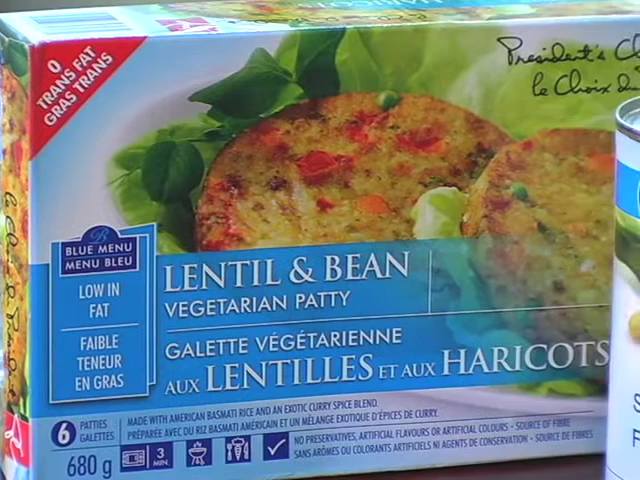 0
TRANS FAT
GRAS TRANS
President's
le Choix du
BLUE MENU
MENU BLEU
LOW IN
FAT
FAIBLE
TENEUR
EN GRAS
LENTIL & BEAN
VEGETARIAN PATTY
GALETTE VÉGÉTARIENNE
AUX LENTILLES ET AUX HARICOTS
6 PATTIES
GALETTES
MADE WITH AMERICAN BASMATI RICE AND AN EXOTIC CURRY SPICE BLEND.
PRÉPARÉE AVEC DU RIZ BASMATI AMÉRICAIN ET UN MÉLANGE EXOTIQUE D'ÉPICES DE CURRY.
680 g
3
MIN.
NO PRESERVATIVES, ARTIFICIAL FLAVOURS OR ARTIFICIAL COLOURS • SOURCE OF FIBRE
SANS ARÔMES OU COLORANTS ARTIFICIELS NI AGENTS DE CONSERVATION • SOURCE DE FIBRES